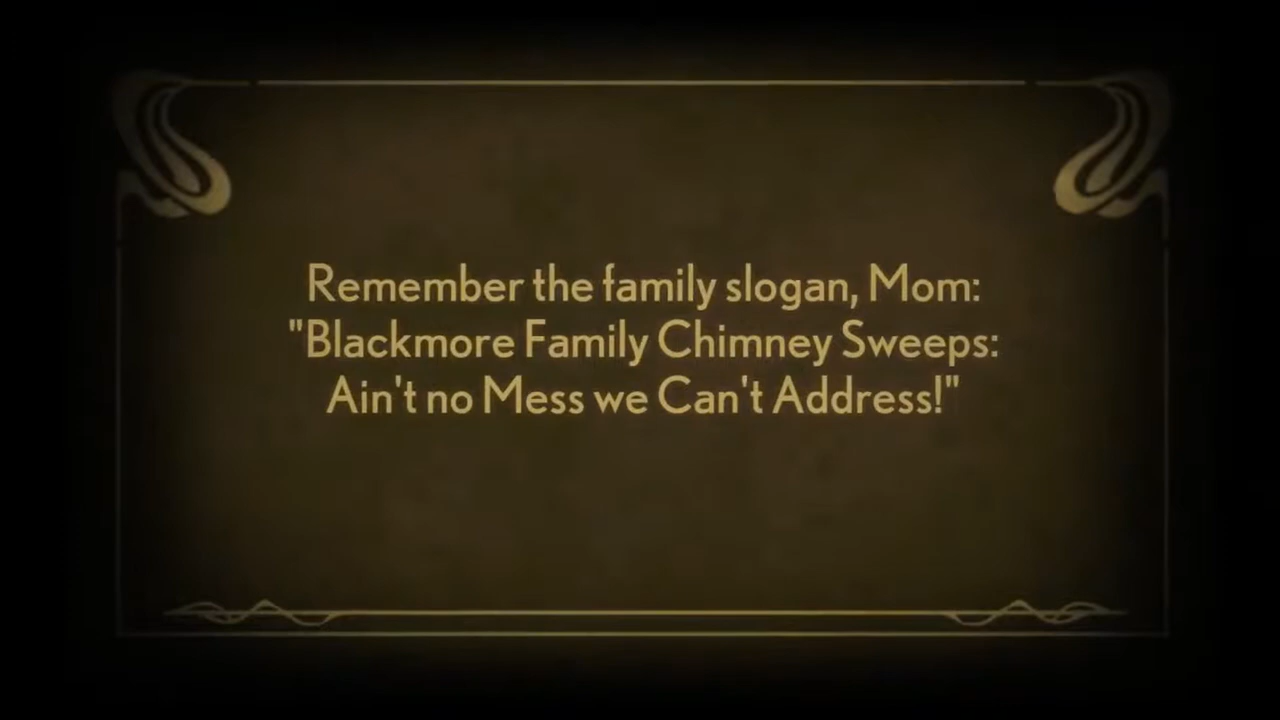 Remember the family slogan, Mom:
"Blackmore Family Chimney Sweeps:
Ain't no Mess we Can't Address!"